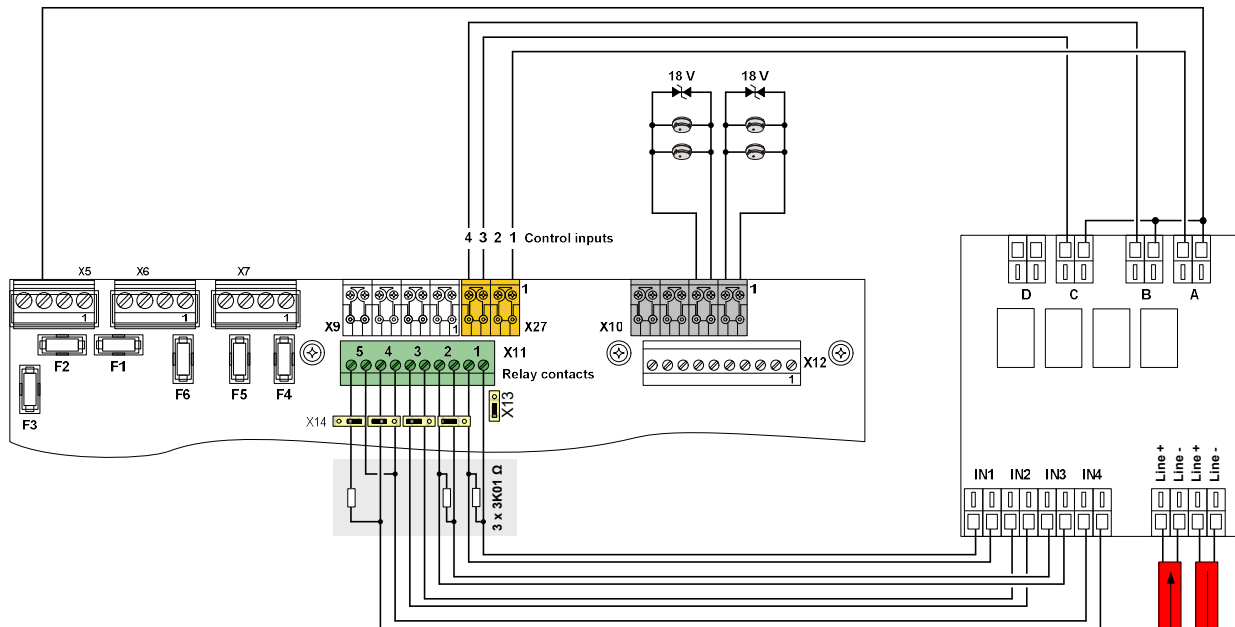 18 V 18 V
4 3 2 1 Control inputs
X5 X6 X7
1 1 1
X9 1 1 X27
X10 1
D C B A
F2 F1 F6 F5 F4 F3
5 4 3 2 1 X11
Relay contacts
X12 1
X13
X14
3 x 3K01 Ω
IN1 IN2 IN3 IN4
Line + Line - Line + Line -